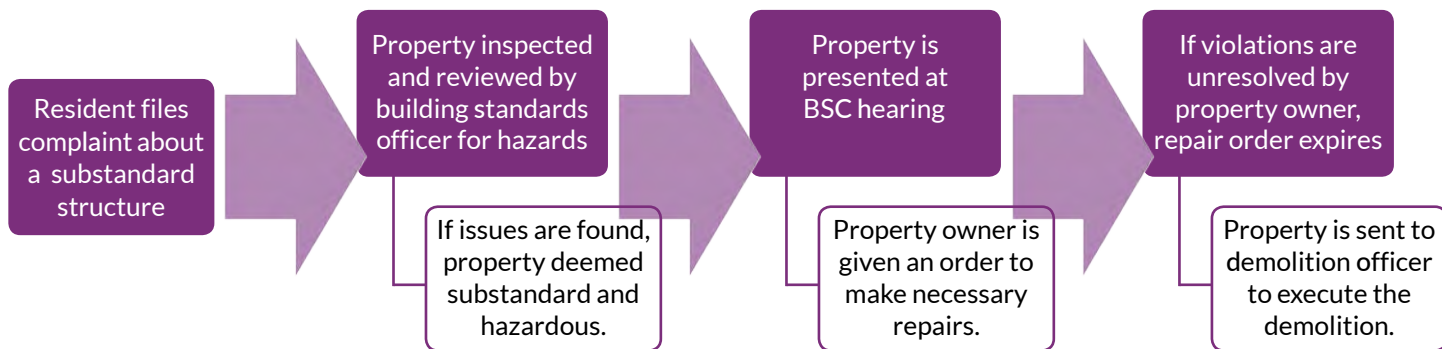 Resident files
complaint about
a substandard
structure
Property inspected
and reviewed by
building standards
officer for hazards
If issues are found,
property deemed
substandard and
hazardous.
Property is
presented at
BSC hearing
Property owner is
given an order to
make necessary
repairs.
If violations are
unresolved by
property owner,
repair order expires
Property is sent to
demolition officer
to execute the
demolition.